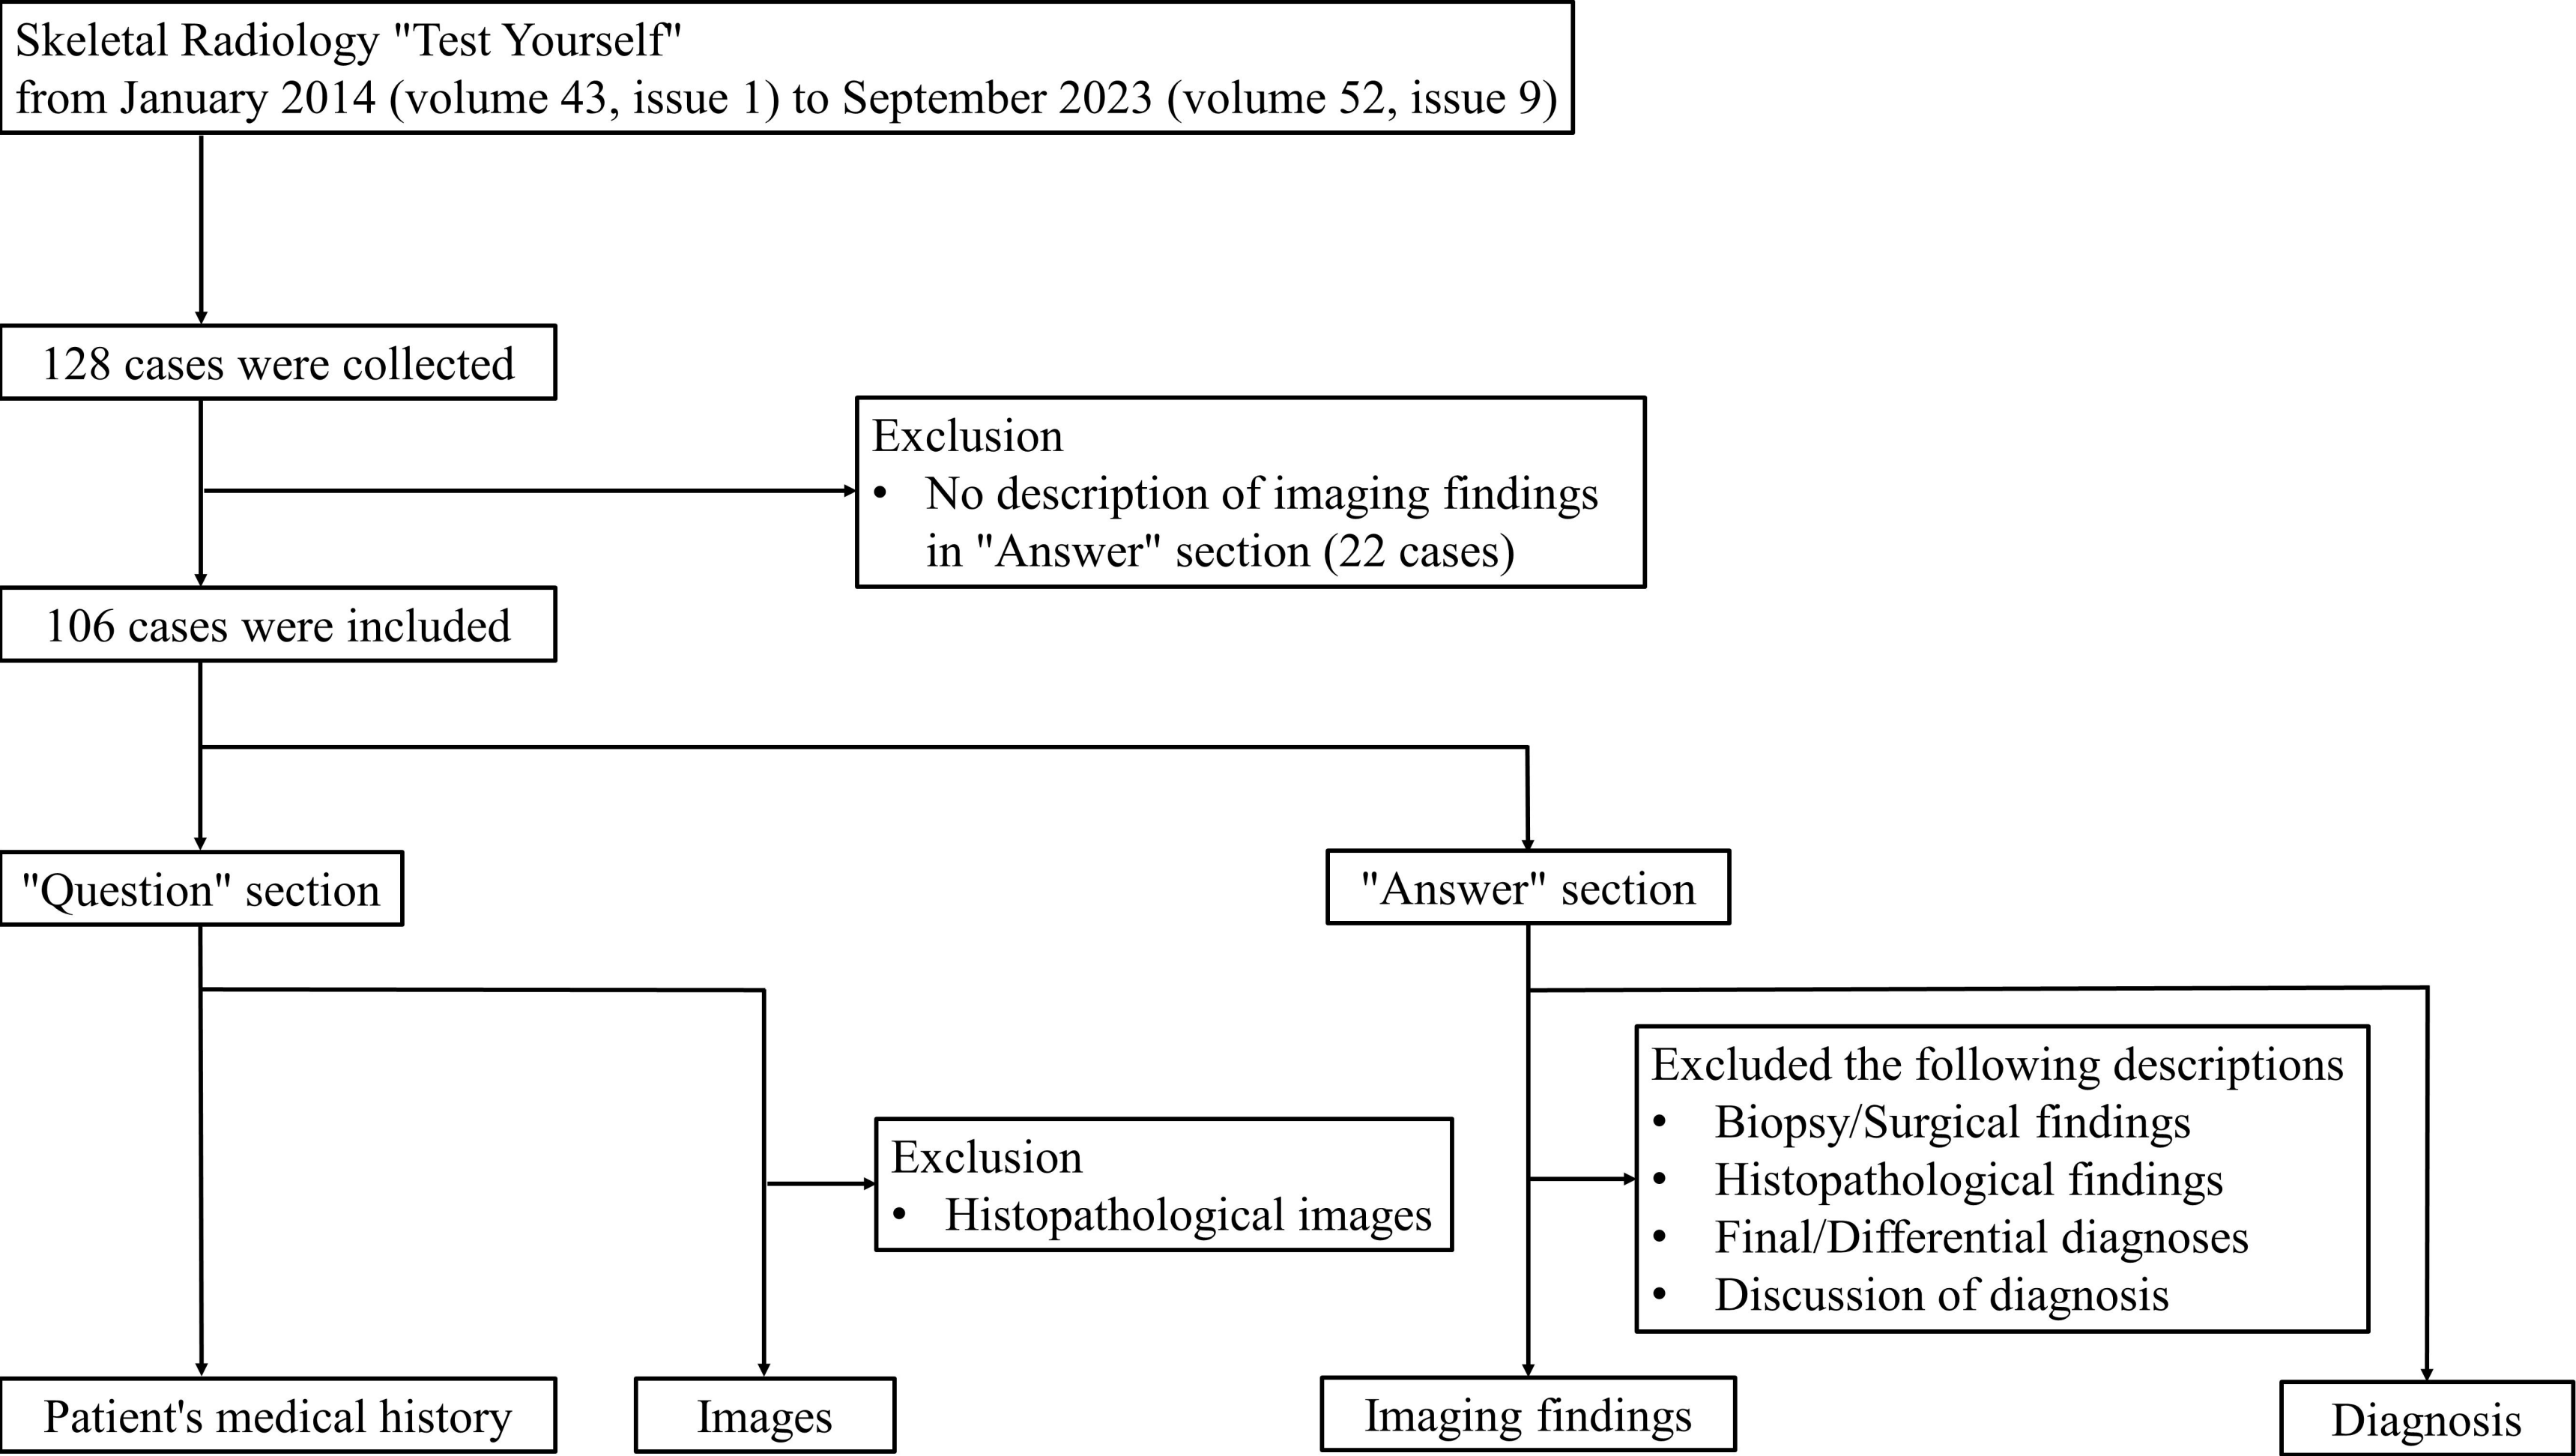 Skeletal Radiology "Test Yourself"
from January 2014 (volume 43, issue 1) to September 2023 (volume 52, issue 9)
128 cases were collected
Exclusion
• No description of imaging findings
in "Answer" section (22 cases)
106 cases were included
"Question" section
"Answer" section
Exclusion
• Histopathological images
Excluded the following descriptions
• Biopsy/Surgical findings
• Histopathological findings
• Final/Differential diagnoses
• Discussion of diagnosis
Patient's medical history
Images
Imaging findings
Diagnosis